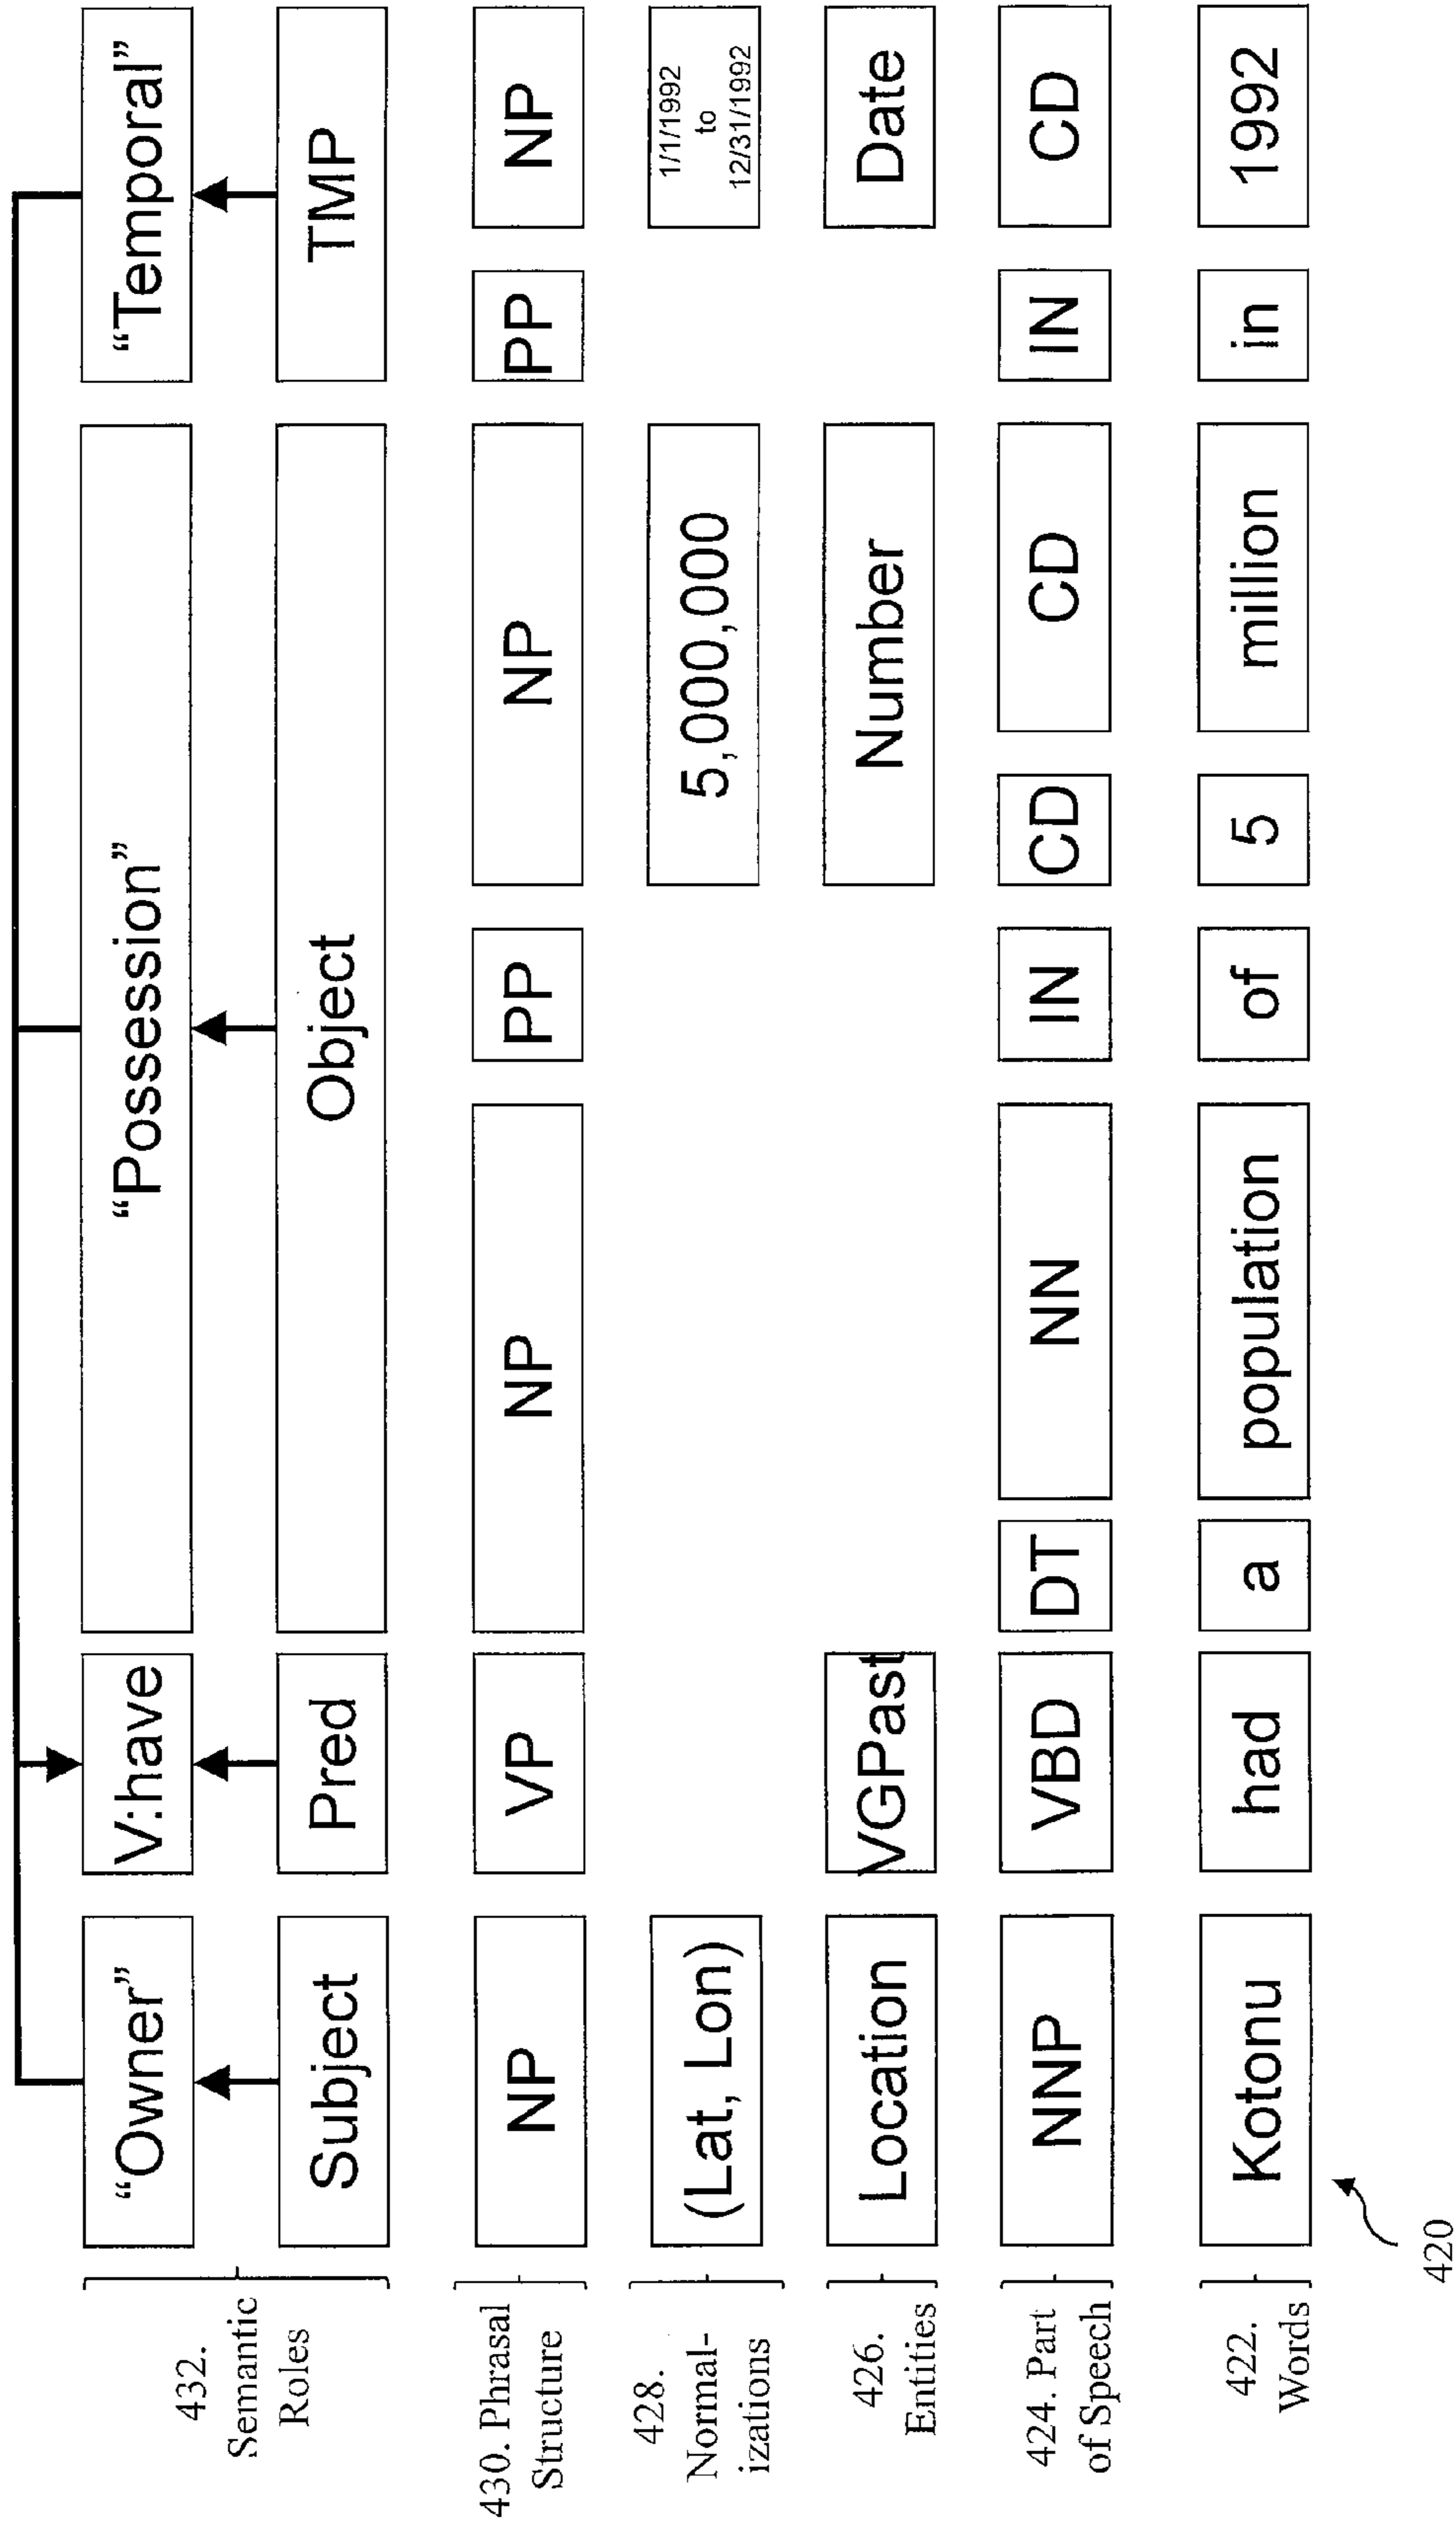 432.
Semantic
Roles
“Owner” V:have “Possession” “Temporal”
Subject Pred Object TMP
430. Phrasal
Structure
NP VP NP PP NP PP NP
428.
Normal-
izations
(Lat, Lon) 5,000,000 1/1/1992
to
12/31/1992
426.
Entities
Location VGPast Number Date
424. Part
of Speech
NNP VBD DT NN IN CD CD IN CD
422.
Words
Kotonu had a population of 5 million in 1992
420